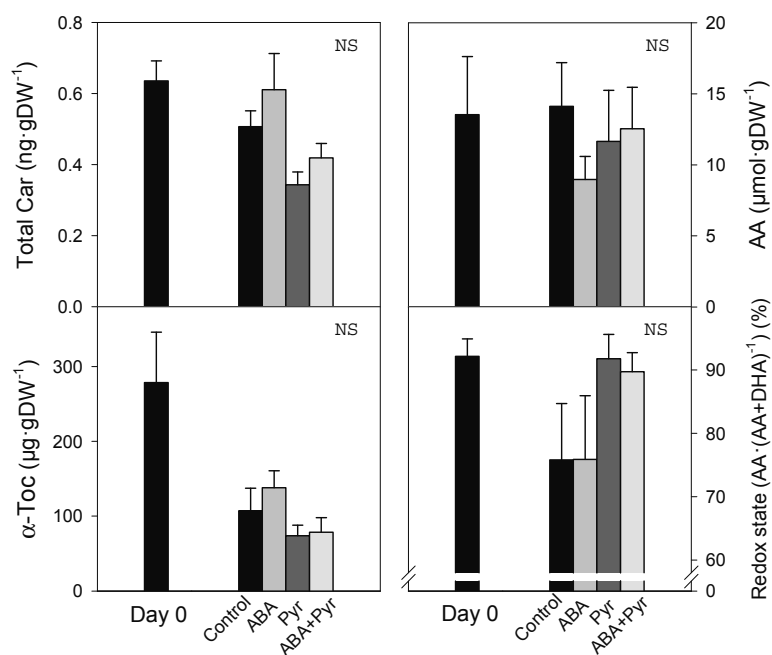 Total Car (ng·gDW⁻¹)
0.8
0.6
0.4
0.2
0.0
NS
NS
20
15
10
5
0
AA (µmol·gDW⁻¹)
α-Toc (µg·gDW⁻¹)
300
200
100
0
NS
NS
90
80
70
60
0
Redox state (AA·(AA+DHA)⁻¹) (%)
Day 0
Control
ABA
Pyr
ABA+Pyr
Day 0
Control
ABA
Pyr
ABA+Pyr